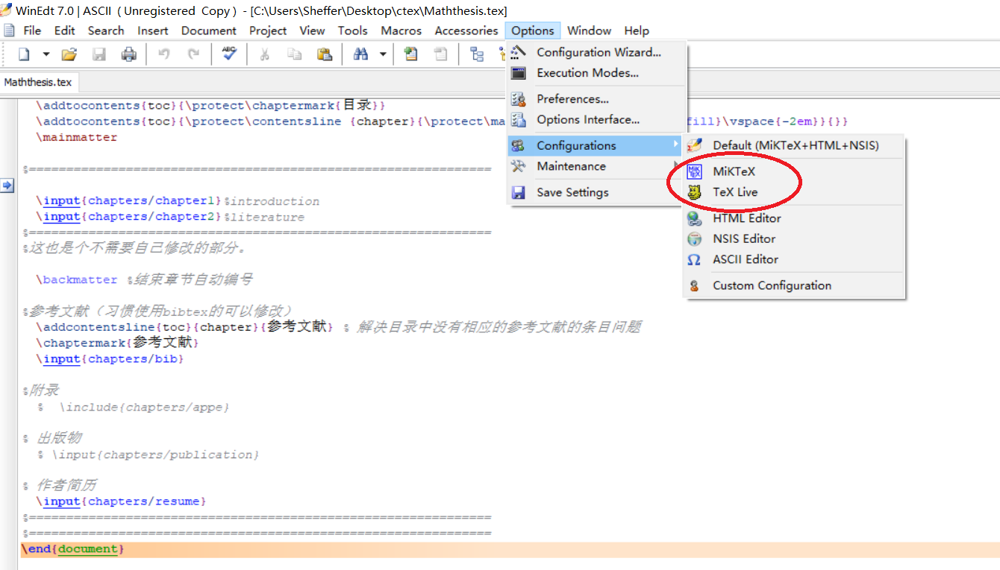 WinEdt 7.0 | ASCII ( Unregistered Copy ) - [C:\Users\Sheffer\Desktop\ctex\Maththesis.tex]
File Edit Search Insert Document Project View Tools Macros Accessories Options Window Help
ABC
Configuration Wizard...
Execution Modes...
Preferences...
Options Interface...
Configurations
Maintenance
Save Settings
Default (MiKTeX+HTML+NSIS)
MiKTeX
TeX Live
HTML Editor
NSIS Editor
ASCII Editor
Custom Configuration
Maththesis.tex
\addtocontents{toc}{\protect\chaptermark{目录}}
\addtocontents{toc}{\protect\contentsline {chapter}{\protect\ma fill}\vspace{-2em}}{}}
\mainmatter
%==============================================================
\input{chapters/chapter1}%introduction
\input{chapters/chapter2}%literature
%==============================================================
%这也是个不需要自己修改的部分。
\backmatter %结束章节自动编号
%参考文献（习惯使用bibtex的可以修改）
\addcontentsline{toc}{chapter}{参考文献} % 解决目录中没有相应的参考文献的条目问题
\chaptermark{参考文献}
\input{chapters/bib}
%附录
% \include{chapters/appe}
% 出版物
% \input{chapters/publication}
% 作者简历
\input{chapters/resume}
%==============================================================
%==============================================================
\end{document}